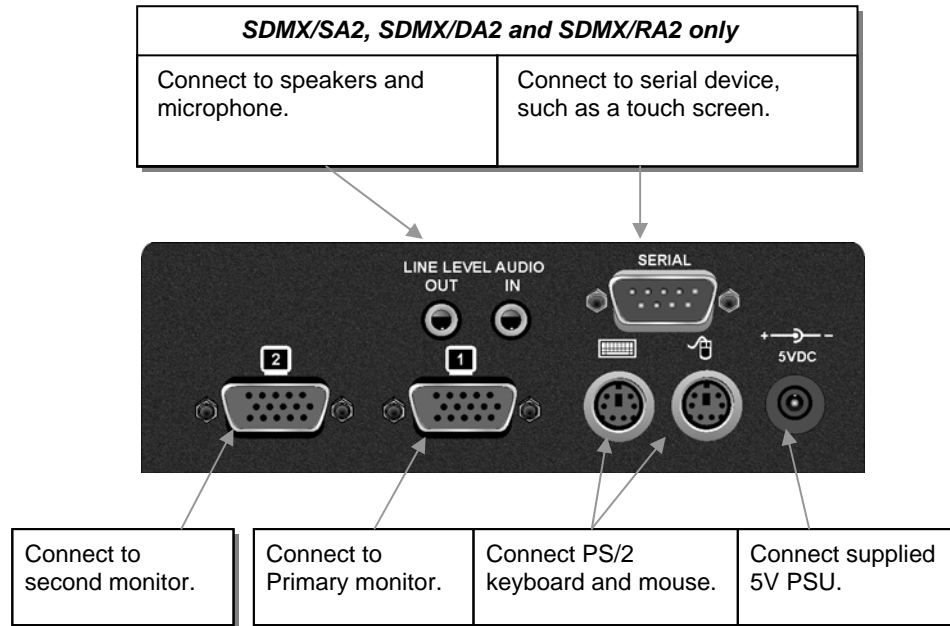 SDMX/SA2, SDMX/DA2 and SDMX/RA2 only
Connect to speakers and
microphone.
Connect to serial device,
such as a touch screen.
LINE LEVEL AUDIO
OUT IN
SERIAL
2
1
+ -
5VDC
Connect to
second monitor.
Connect to
Primary monitor.
Connect PS/2
keyboard and mouse.
Connect supplied
5V PSU.